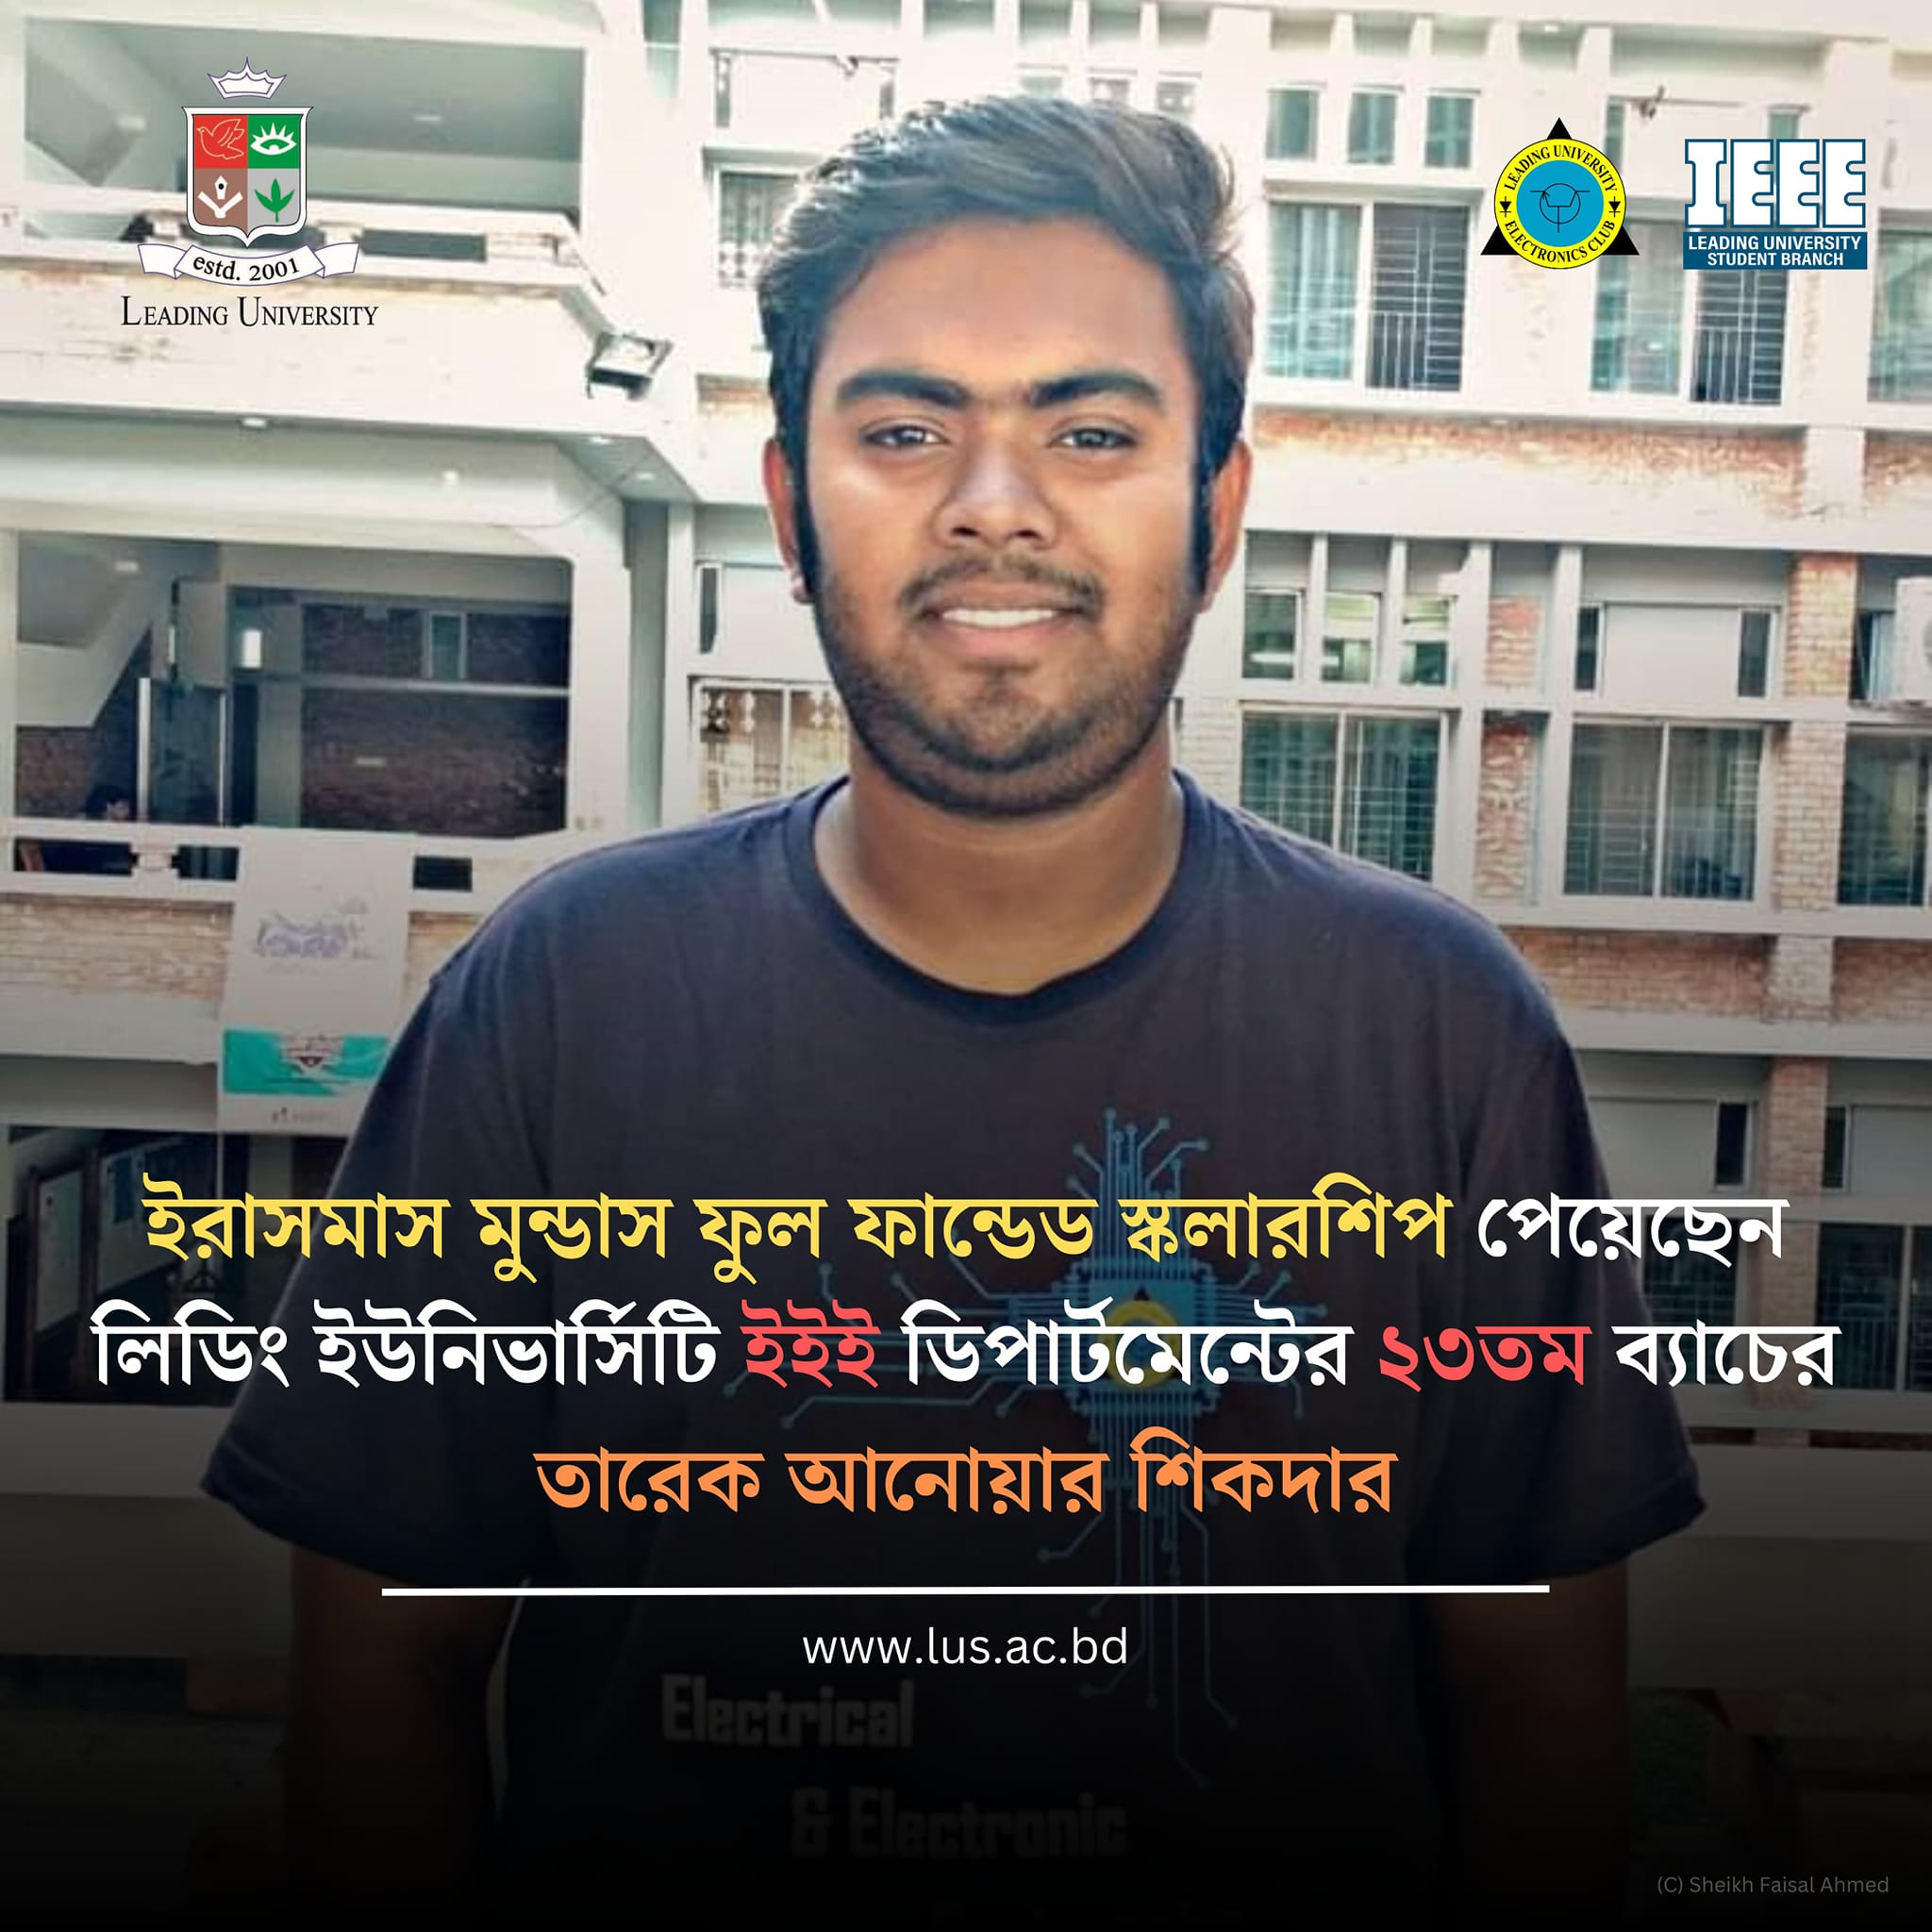 estd. 2001
LEADING UNIVERSITY
LEADING UNIVERSITY
ELECTRONICS CLUB
IEEE
LEADING UNIVERSITY
STUDENT BRANCH
ইরাসমাস মুন্ডাস ফুল ফান্ডেড স্কলারশিপ পেয়েছেন
লিডিং ইউনিভার্সিটি ইইই ডিপার্টমেন্টের ২৩তম ব্যাচের
তারেক আনোয়ার শিকদার
www.lus.ac.bd
Electrical
& Electronic
(C) Sheikh Faisal Ahmed